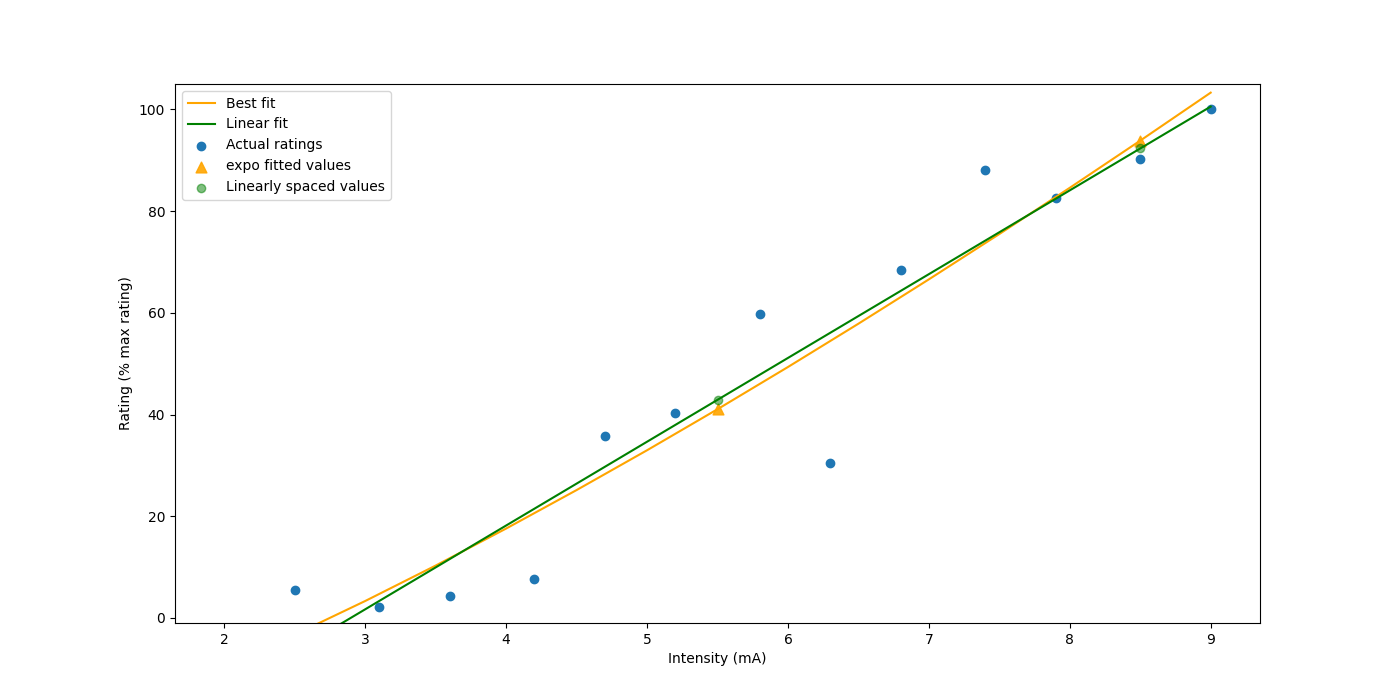 Best fit
Linear fit
Actual ratings
expo fitted values
Linearly spaced values
100
80
60
40
20
0
Rating (% max rating)
2 3 4 5 6 7 8 9
Intensity (mA)